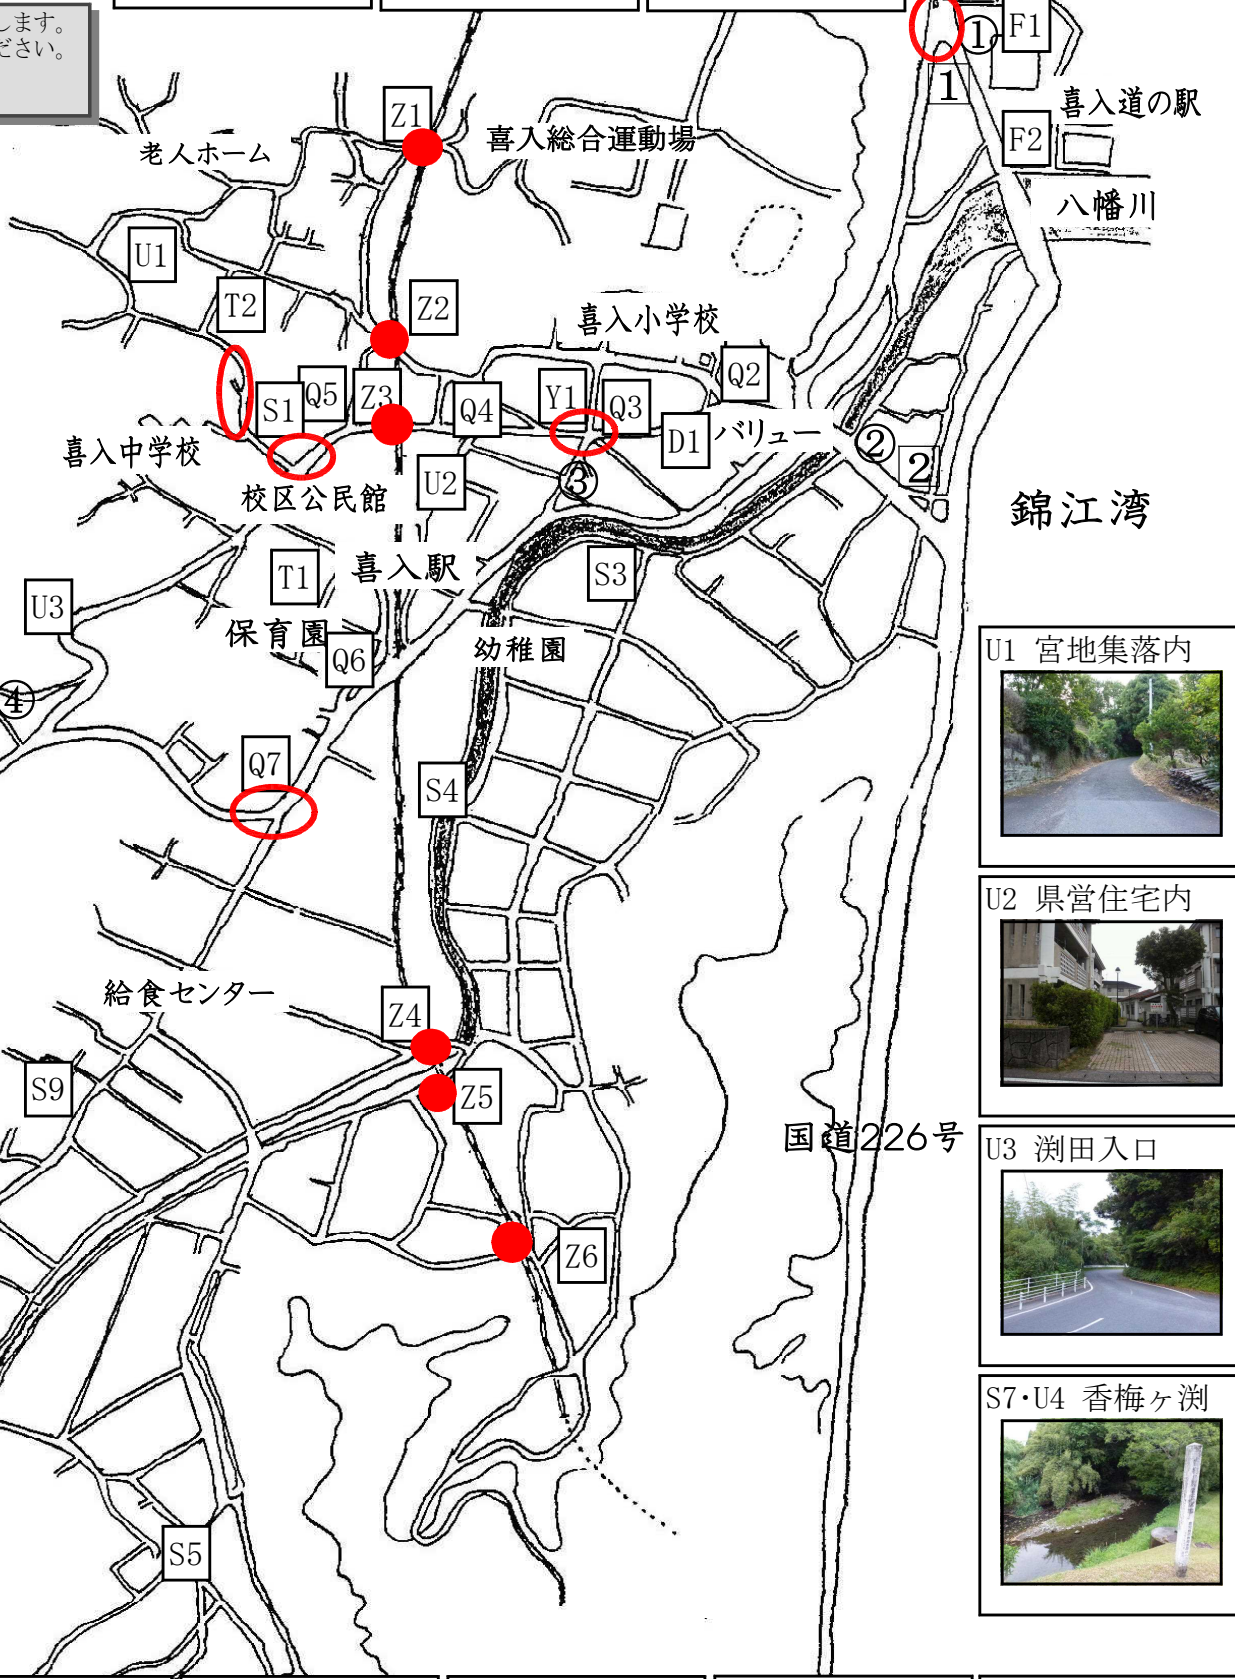 します。
ださい。
① F1
1
喜入道の駅
Z1
喜入総合運動場
老人ホーム
F2
八幡川
U1
T2
Z2
喜入小学校
Q2
Q5
Z3
S1
Q4
Y1
Q3
D1
バリュー
②
2
喜入中学校
校区公民館
U2
③
錦江湾
喜入駅
T1
S3
U3
保育園
幼稚園
Q6
④
U1 宮地集落内
Q7
S4
U2 県営住宅内
給食センター
Z4
S9
Z5
国道226号
U3 渕田入口
Z6
S7・U4 香梅ヶ渕
S5